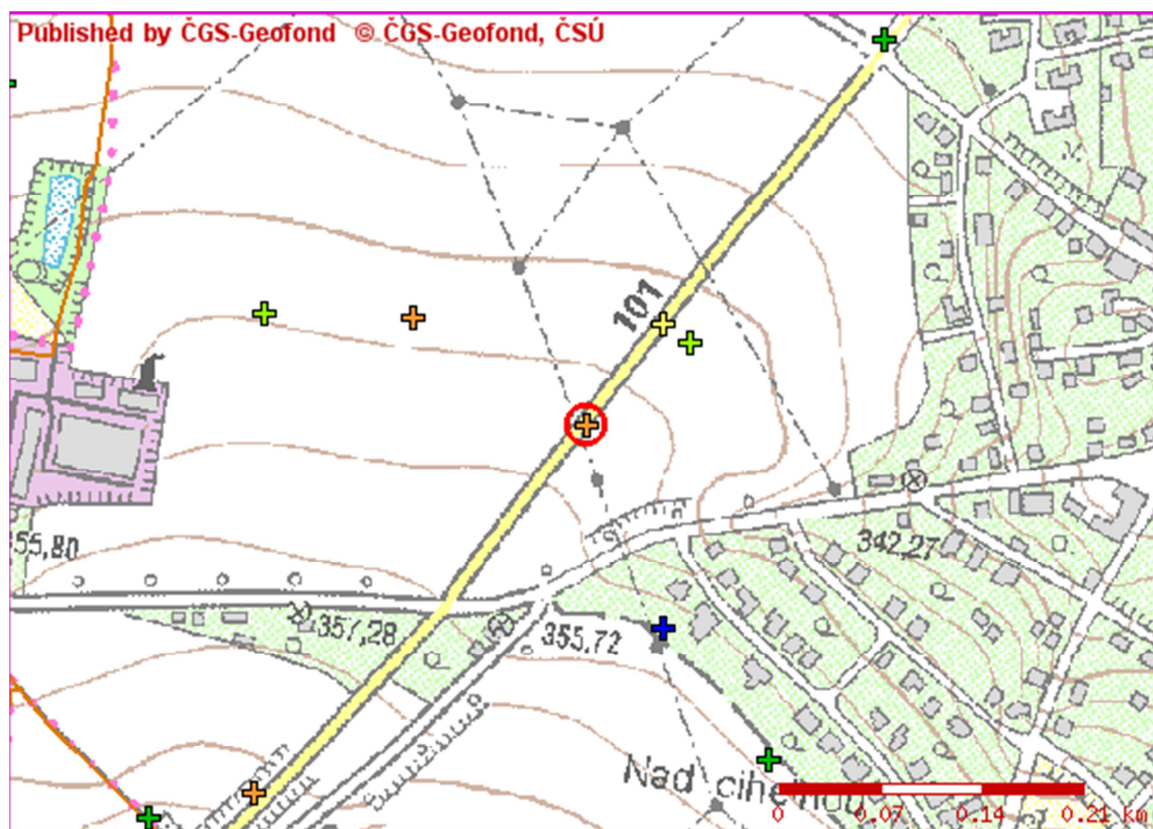 Published by ČGS-Geofond © ČGS-Geofond, ČSÚ
101
55,80
342,27
357,28
355,72
Nad
0 0.07 0.14 0.21 km